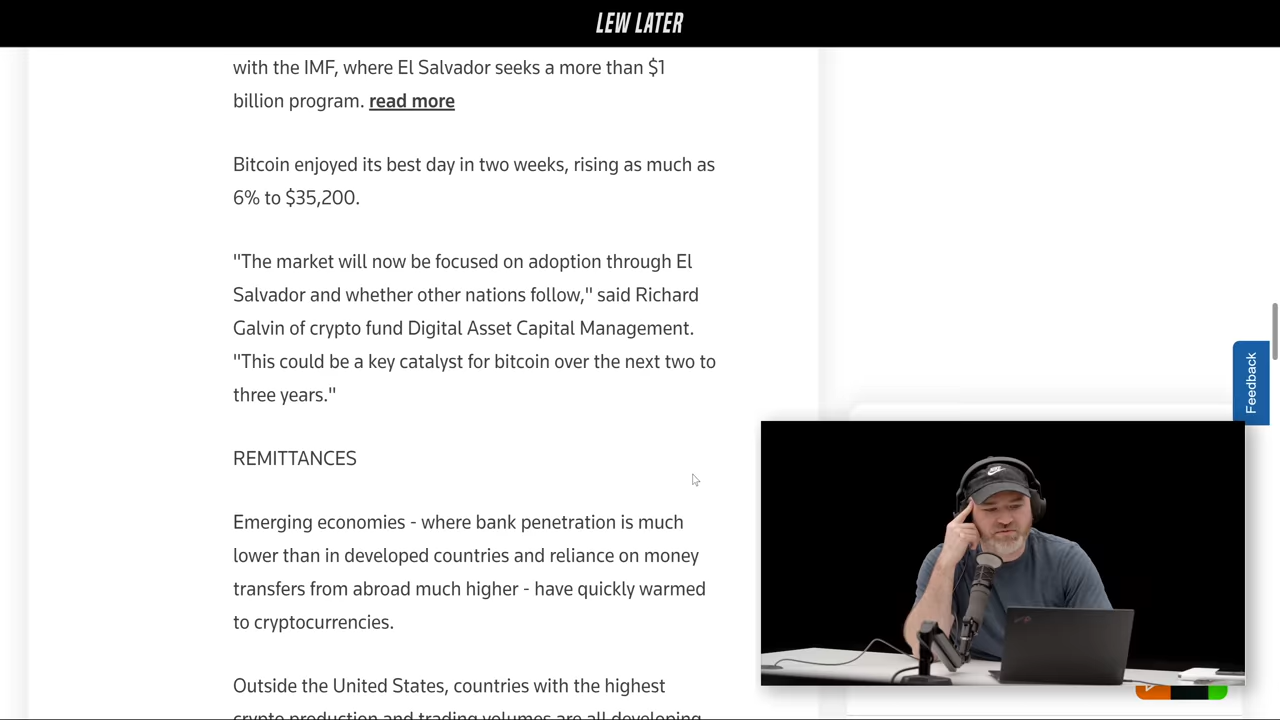 LEW LATER
with the IMF, where El Salvador seeks a more than $1
billion program. read more
Bitcoin enjoyed its best day in two weeks, rising as much as
6% to $35,200.
"The market will now be focused on adoption through El
Salvador and whether other nations follow," said Richard
Galvin of crypto fund Digital Asset Capital Management.
"This could be a key catalyst for bitcoin over the next two to
three years."
REMITTANCES
Emerging economies - where bank penetration is much
lower than in developed countries and reliance on money
transfers from abroad much higher - have quickly warmed
to cryptocurrencies.
Outside the United States, countries with the highest
crypto production and trading volumes are all developing
Feedback